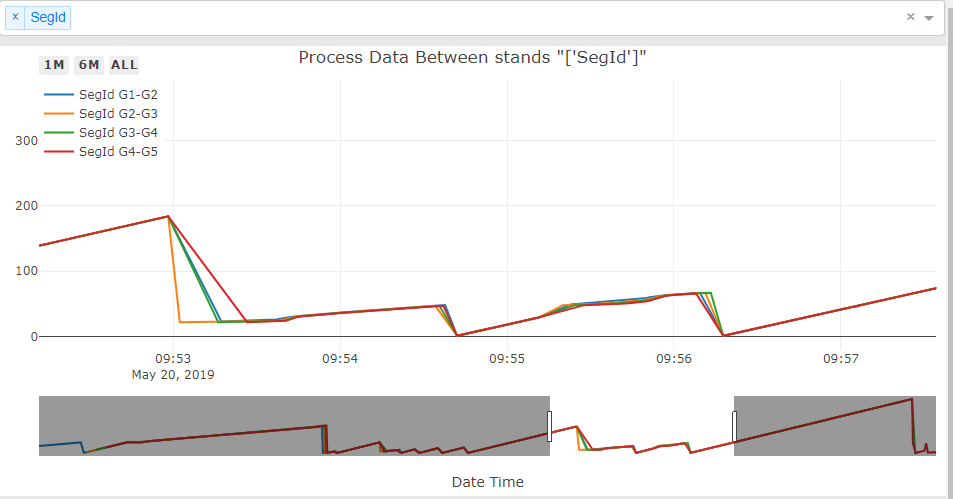 × SegId × ▼
Process Data Between stands "['SegId']"
1M 6M ALL
SegId G1-G2
SegId G2-G3
SegId G3-G4
SegId G4-G5
300
200
100
0
09:53 09:54 09:55 09:56 09:57
May 20, 2019
Date Time